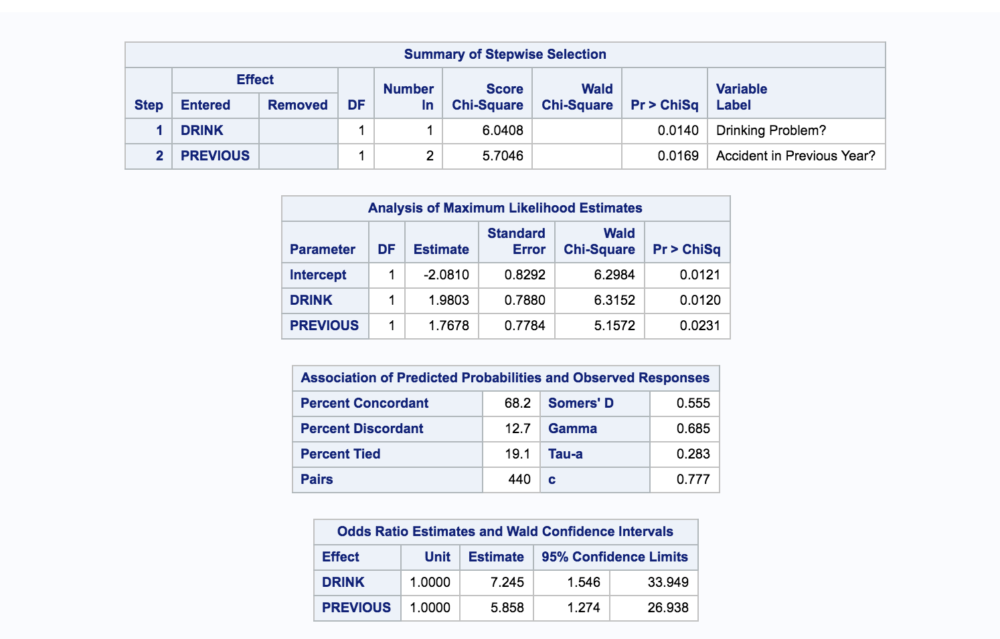 Summary of Stepwise Selection
Step Effect DF Number In Score Chi-Square Wald Chi-Square Pr > ChiSq Variable Label
Entered Removed
1 DRINK 1 1 6.0408 0.0140 Drinking Problem?
2 PREVIOUS 1 2 5.7046 0.0169 Accident in Previous Year?
Analysis of Maximum Likelihood Estimates
Parameter DF Estimate Standard Error Wald Chi-Square Pr > ChiSq
Intercept 1 -2.0810 0.8292 6.2984 0.0121
DRINK 1 1.9803 0.7880 6.3152 0.0120
PREVIOUS 1 1.7678 0.7784 5.1572 0.0231
Association of Predicted Probabilities and Observed Responses
Percent Concordant 68.2 Somers' D 0.555
Percent Discordant 12.7 Gamma 0.685
Percent Tied 19.1 Tau-a 0.283
Pairs 440 c 0.777
Odds Ratio Estimates and Wald Confidence Intervals
Effect Unit Estimate 95% Confidence Limits
DRINK 1.0000 7.245 1.546 33.949
PREVIOUS 1.0000 5.858 1.274 26.938